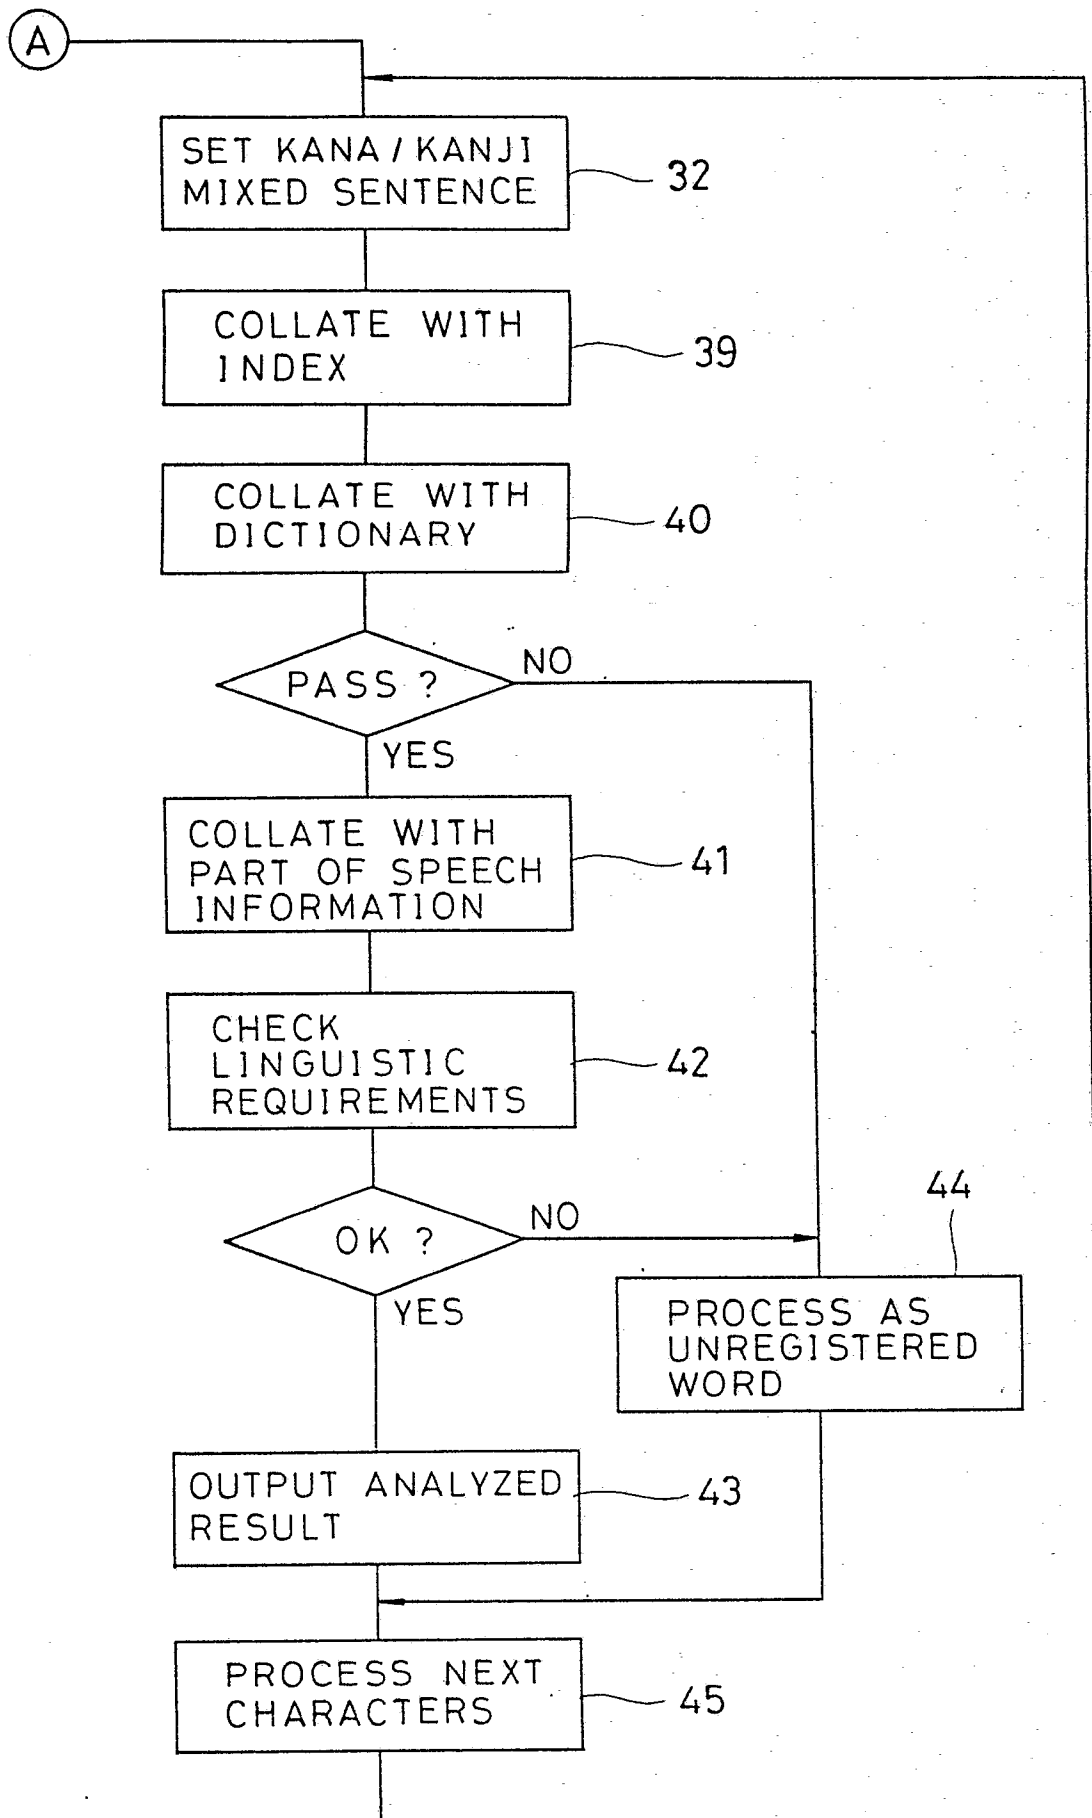 A
SET KANA / KANJI
MIXED SENTENCE
32
COLLATE WITH
INDEX
39
COLLATE WITH
DICTIONARY
40
PASS ?
NO
YES
COLLATE WITH
PART OF SPEECH
INFORMATION
41
CHECK
LINGUISTIC
REQUIREMENTS
42
OK ?
NO
YES
44
PROCESS AS
UNREGISTERED
WORD
OUTPUT ANALYZED
RESULT
43
PROCESS NEXT
CHARACTERS
45